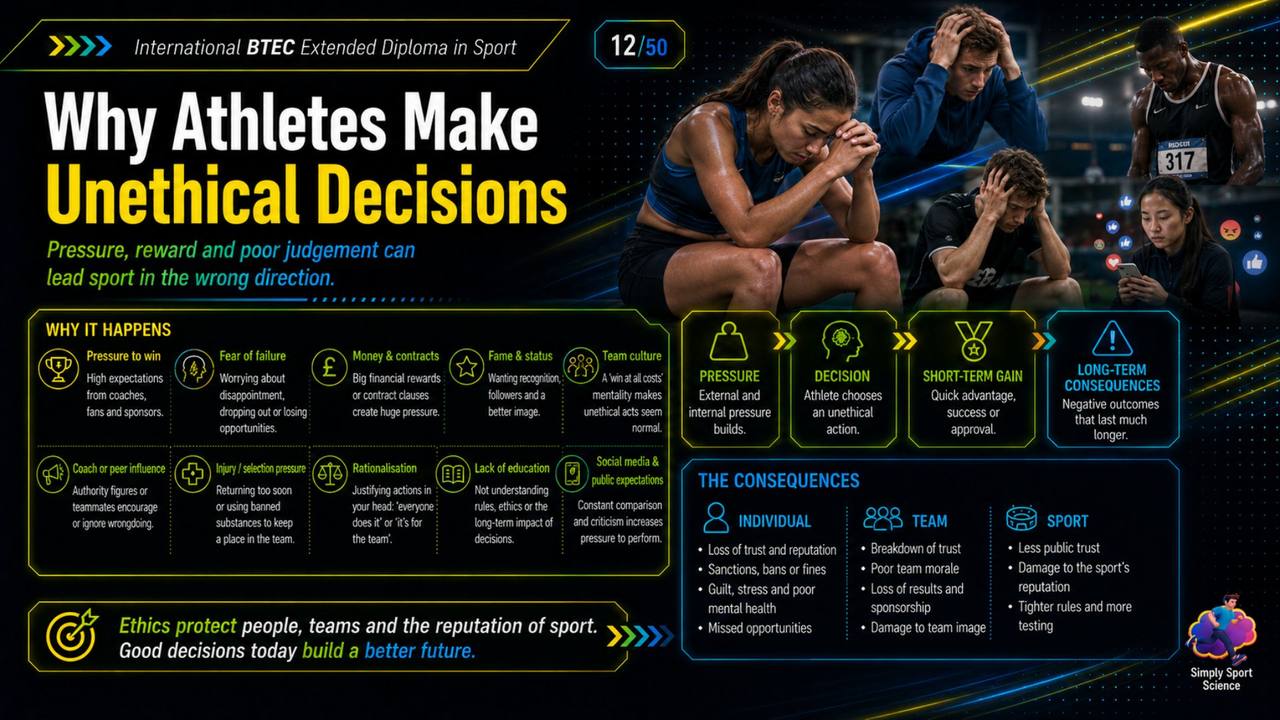 International BTEC Extended Diploma in Sport
12/50
Why Athletes Make
Unethical Decisions
Pressure, reward and poor judgement can
lead sport in the wrong direction.
317
WHY IT HAPPENS
Pressure to win
High expectations
from coaches,
fans and sponsors.
Fear of failure
Worrying about
disappointment,
dropping out or losing
opportunities.
£
Money & contracts
Big financial rewards
or contract clauses
create huge pressure.
Fame & status
Wanting recognition,
followers and a
better image.
Team culture
A 'win at all costs'
mentality makes
unethical acts seem
normal.
Coach or peer influence
Authority figures or
teammates encourage
or ignore wrongdoing.
Injury / selection pressure
Returning too soon
or using banned
substances to keep
a place in the team.
Rationalisation
Justifying actions in
your head: 'everyone
does it' or 'it's for
the team'.
Lack of education
Not understanding
rules, ethics or the
long-term impact of
decisions.
Social media &
public expectations
Constant comparison
and criticism increases
pressure to perform.
PRESSURE
External and
internal pressure
builds.
DECISION
Athlete chooses
an unethical
action.
SHORT-TERM GAIN
Quick advantage,
success or
approval.
LONG-TERM
CONSEQUENCES
Negative outcomes
that last much
longer.
THE CONSEQUENCES
INDIVIDUAL
• Loss of trust and reputation
• Sanctions, bans or fines
• Guilt, stress and poor
mental health
• Missed opportunities
TEAM
• Breakdown of trust
• Poor team morale
• Loss of results and
sponsorship
• Damage to team image
SPORT
• Less public trust
• Damage to the sport's
reputation
• Tighter rules and more
testing
Ethics protect people, teams and the reputation of sport.
Good decisions today build a better future.
Simply Sport
Science